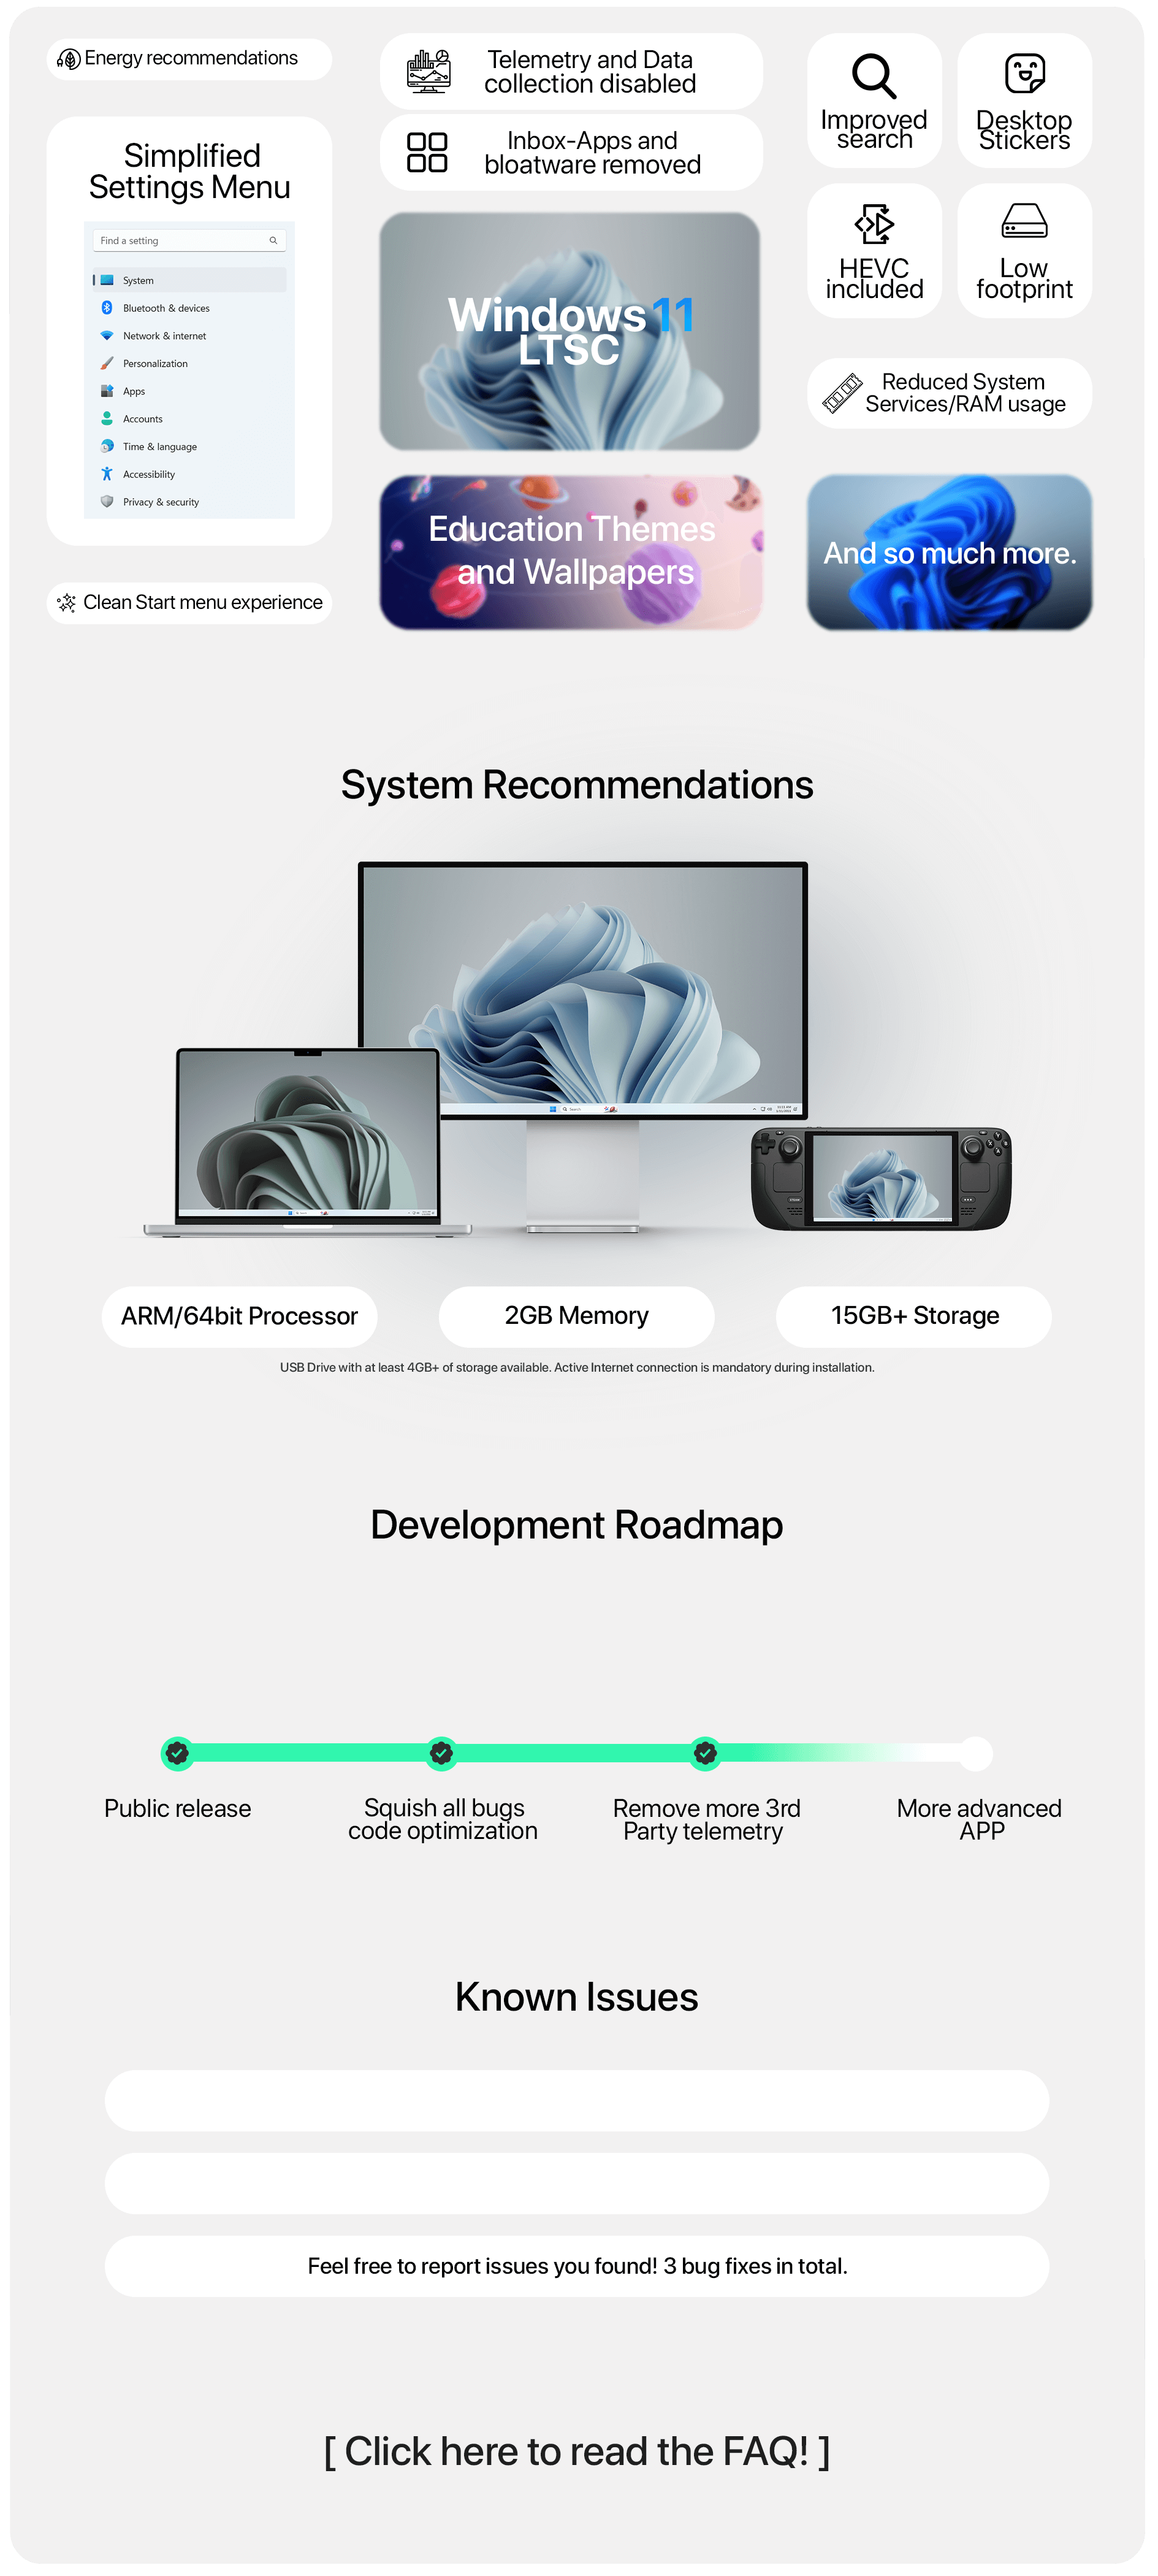 Energy recommendations
Simplified
Settings Menu
Find a setting
System
Bluetooth & devices
Network & internet
Personalization
Apps
Accounts
Time & language
Accessibility
Privacy & security
Clean Start menu experience
Telemetry and Data
collection disabled
Inbox-Apps and
bloatware removed
Windows 11
LTSC
Education Themes
and Wallpapers
Improved
search
Desktop
Stickers
HEVC
included
Low
footprint
Reduced System
Services/RAM usage
And so much more.
System Recommendations
Search
ARM/64bit Processor
2GB Memory
15GB+ Storage
USB Drive with at least 4GB+ of storage available. Active Internet connection is mandatory during installation.
Development Roadmap
Public release
Squish all bugs
code optimization
Remove more 3rd
Party telemetry
More advanced
APP
Known Issues
Feel free to report issues you found! 3 bug fixes in total.
[ Click here to read the FAQ! ]